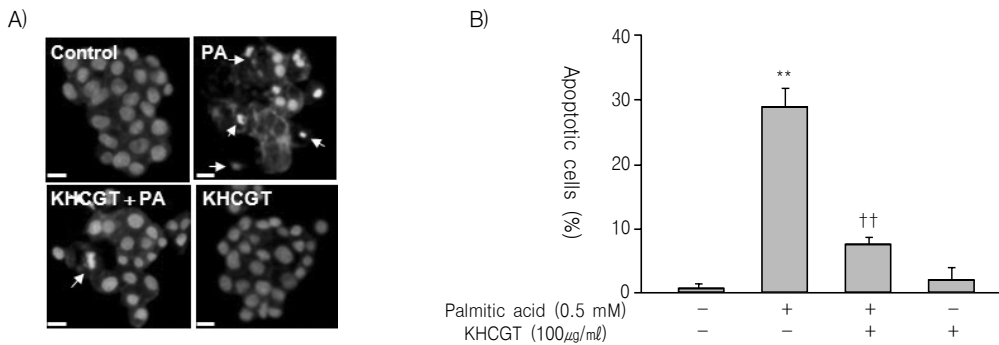 A)
Control
PA
KHCGT + PA
KHCGT
B)
Apoptotic cells (%)
40
30
20
10
0
**
††
Palmitic acid (0.5 mM) − + + −
KHCGT (100㎍/㎖) − − + +